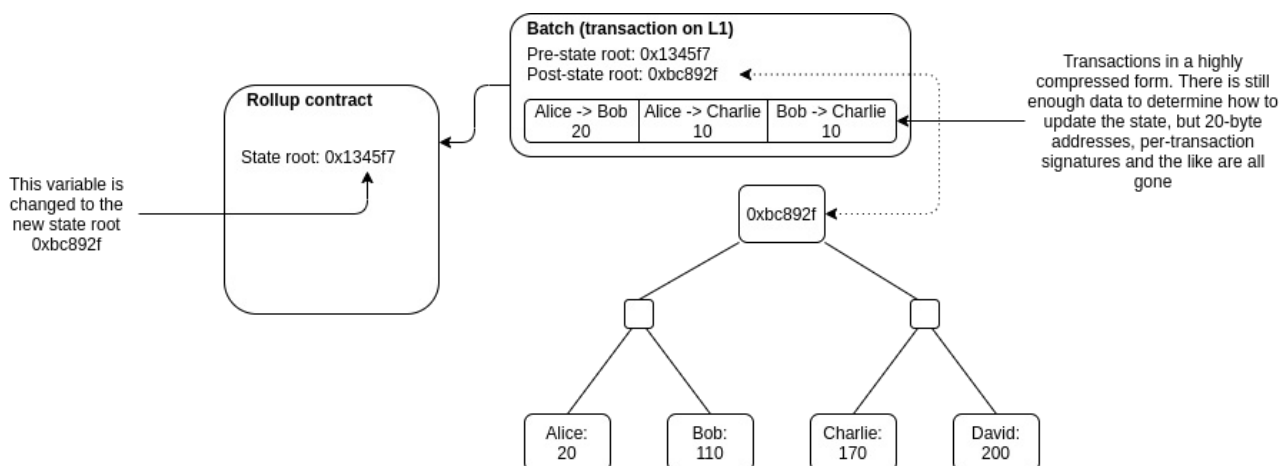 Batch (transaction on L1)
Pre-state root: 0x1345f7
Post-state root: 0xbc892f
Alice -> Bob
20
Alice -> Charlie
10
Bob -> Charlie
10
Transactions in a highly
compressed form. There is still
enough data to determine how to
update the state, but 20-byte
addresses, per-transaction
signatures and the like are all
gone
Rollup contract
State root: 0x1345f7
This variable is
changed to the
new state root
0xbc892f
0xbc892f
Alice:
20
Bob:
110
Charlie:
170
David:
200